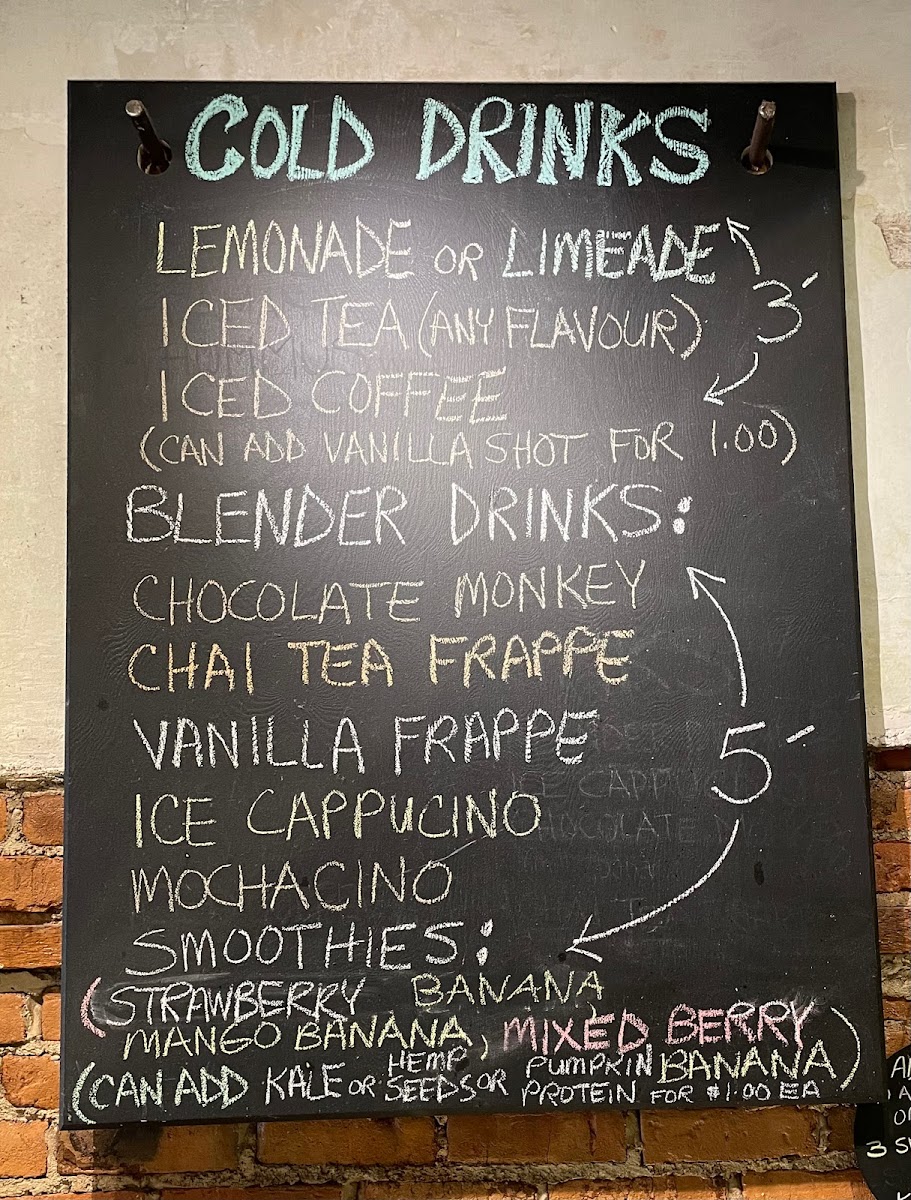 COLD DRINKS
LEMONADE OR LIMEADE
3-
ICED TEA (ANY FLAVOUR)
ICED COFFEE
(CAN ADD VANILLA SHOT FOR 1.00)
BLENDER DRINKS:
CHOCOLATE MONKEY
CHAI TEA FRAPPE
VANILLA FRAPPE
5-
ICE CAPPUCINO
MOCHACINO
SMOOTHIES:
(STRAWBERRY BANANA
MANGO BANANA, MIXED BERRY BANANA)
(CAN ADD KALE OR HEMP SEEDS OR PUMPKIN PROTEIN FOR $1.00 EA
3